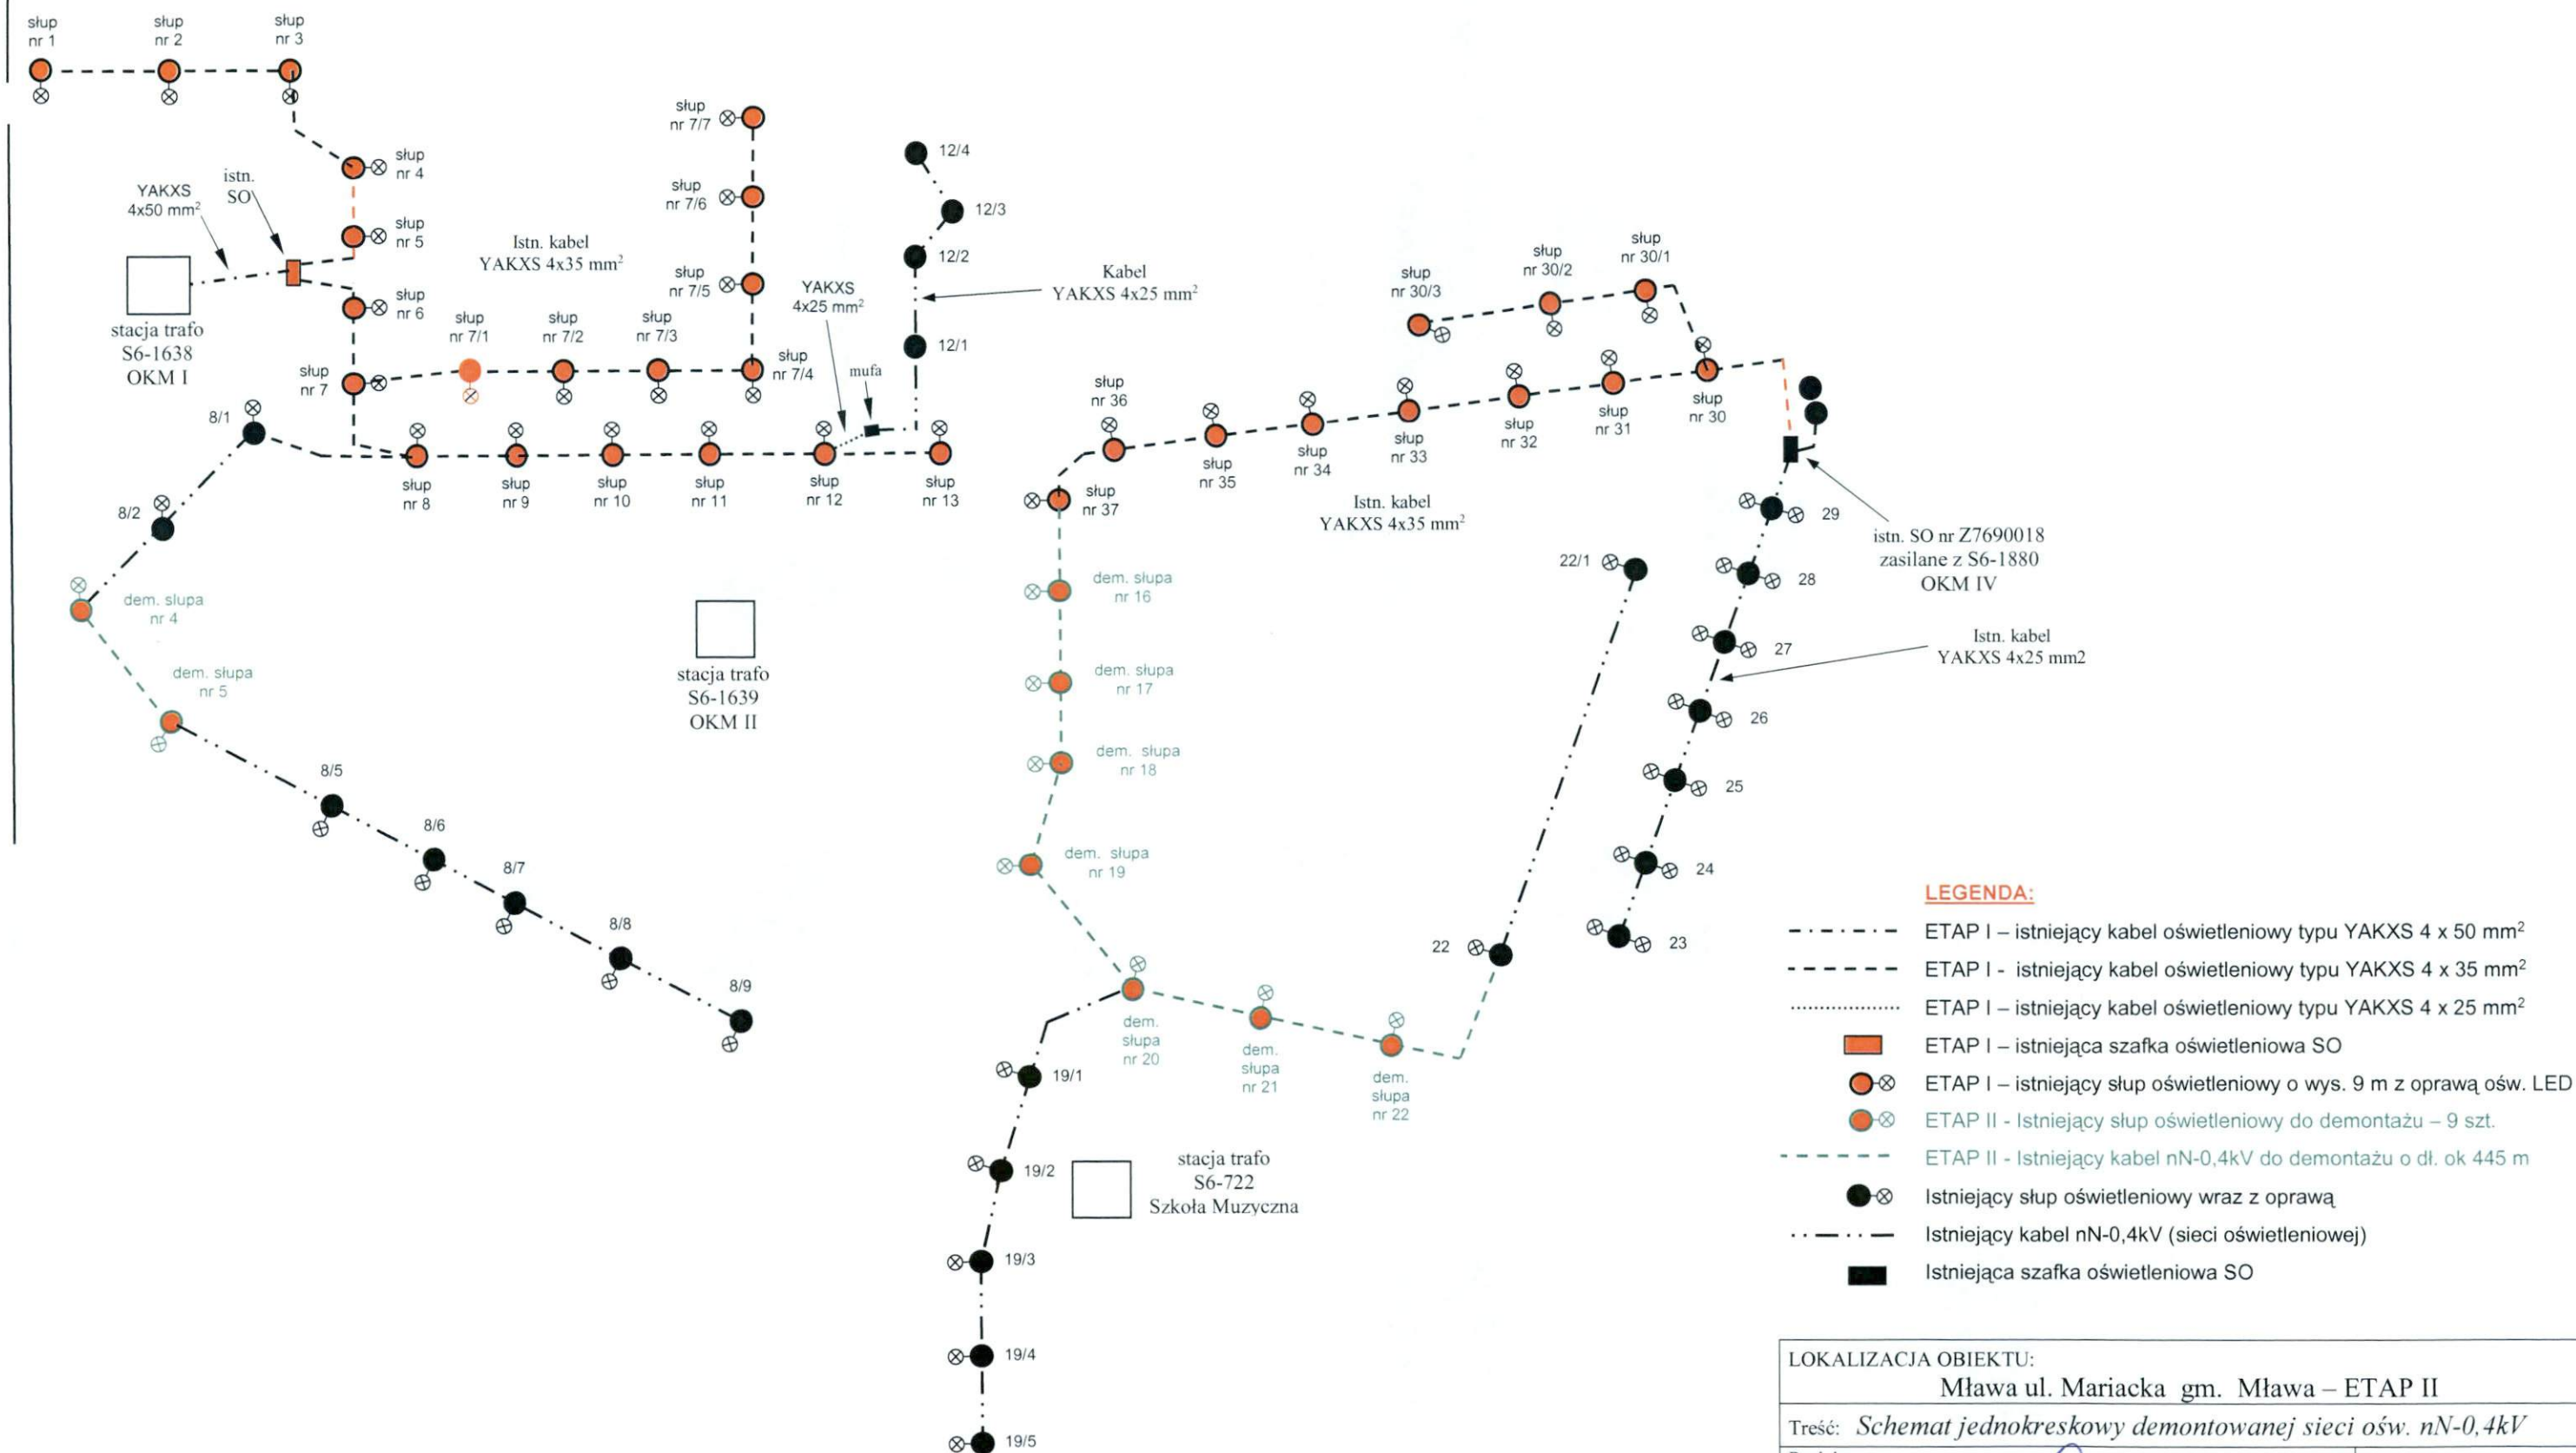 słup
nr 1
słup
nr 2
słup
nr 3
słup
nr 4
istn.
SO
YAKXS
4x50 mm²
słup
nr 5
stacja trafo
S6-1638
OKM I
słup
nr 6
Istn. kabel
YAKXS 4x35 mm²
słup
nr 7/7
słup
nr 7/6
słup
nr 7/5
słup
nr 7
słup
nr 7/1
słup
nr 7/2
słup
nr 7/3
słup
nr 7/4
YAKXS
4x25 mm²
mufa
12/4
12/3
12/2
12/1
Kabel
YAKXS 4x25 mm²
8/1
8/2
słup
nr 8
słup
nr 9
słup
nr 10
słup
nr 11
słup
nr 12
słup
nr 13
dem. słupa
nr 4
dem. słupa
nr 5
stacja trafo
S6-1639
OKM II
8/5
8/6
8/7
8/8
8/9
słup
nr 30/3
słup
nr 30/2
słup
nr 30/1
słup
nr 36
słup
nr 35
słup
nr 34
słup
nr 33
słup
nr 32
słup
nr 31
słup
nr 30
słup
nr 37
Istn. kabel
YAKXS 4x35 mm²
dem. słupa
nr 16
dem. słupa
nr 17
dem. słupa
nr 18
dem. słupa
nr 19
dem.
słupa
nr 20
dem.
słupa
nr 21
dem.
słupa
nr 22
22/1
22
29
28
27
26
25
24
23
istn. SO nr Z7690018
zasilane z S6-1880
OKM IV
Istn. kabel
YAKXS 4x25 mm2
19/1
19/2
19/3
19/4
19/5
stacja trafo
S6-722
Szkoła Muzyczna
LEGENDA:
ETAP I – istniejący kabel oświetleniowy typu YAKXS 4 x 50 mm²
ETAP I - istniejący kabel oświetleniowy typu YAKXS 4 x 35 mm²
ETAP I – istniejący kabel oświetleniowy typu YAKXS 4 x 25 mm²
ETAP I – istniejąca szafka oświetleniowa SO
ETAP I – istniejący słup oświetleniowy o wys. 9 m z oprawą ośw. LED
ETAP II - Istniejący słup oświetleniowy do demontażu – 9 szt.
ETAP II - Istniejący kabel nN-0,4kV do demontażu o dł. ok 445 m
Istniejący słup oświetleniowy wraz z oprawą
Istniejący kabel nN-0,4kV (sieci oświetleniowej)
Istniejąca szafka oświetleniowa SO
LOKALIZACJA OBIEKTU:
Mława ul. Mariacka gm. Mława – ETAP II
Treść: Schemat jednokreskowy demontowanej sieci ośw. nN-0,4kV